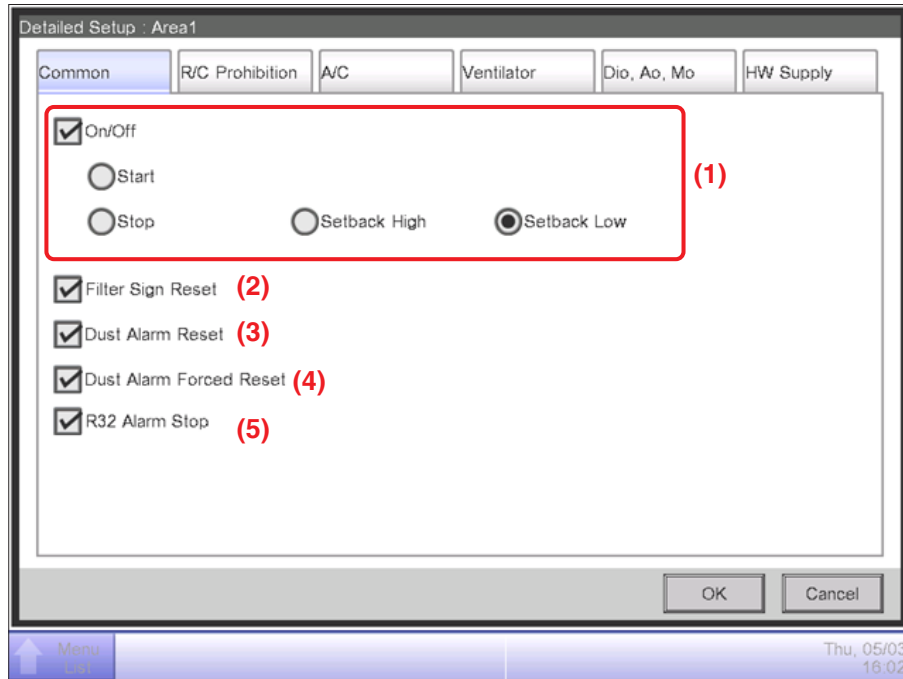 Detailed Setup : Area1
Common R/C Prohibition A/C Ventilator Dio, Ao, Mo HW Supply
On/Off
Start
(1)
Stop Setback High Setback Low
Filter Sign Reset (2)
Dust Alarm Reset (3)
Dust Alarm Forced Reset (4)
R32 Alarm Stop (5)
OK Cancel
Menu Thu, 05/03
List 16:02